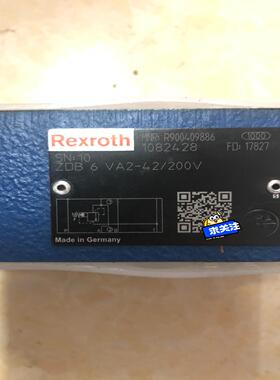 Rexroth
MNR: R900409886
1000
1082428
FD: 17827
SN:10
ZDB 6 VA2-42/200V
P A B T
Made in Germany
求关注